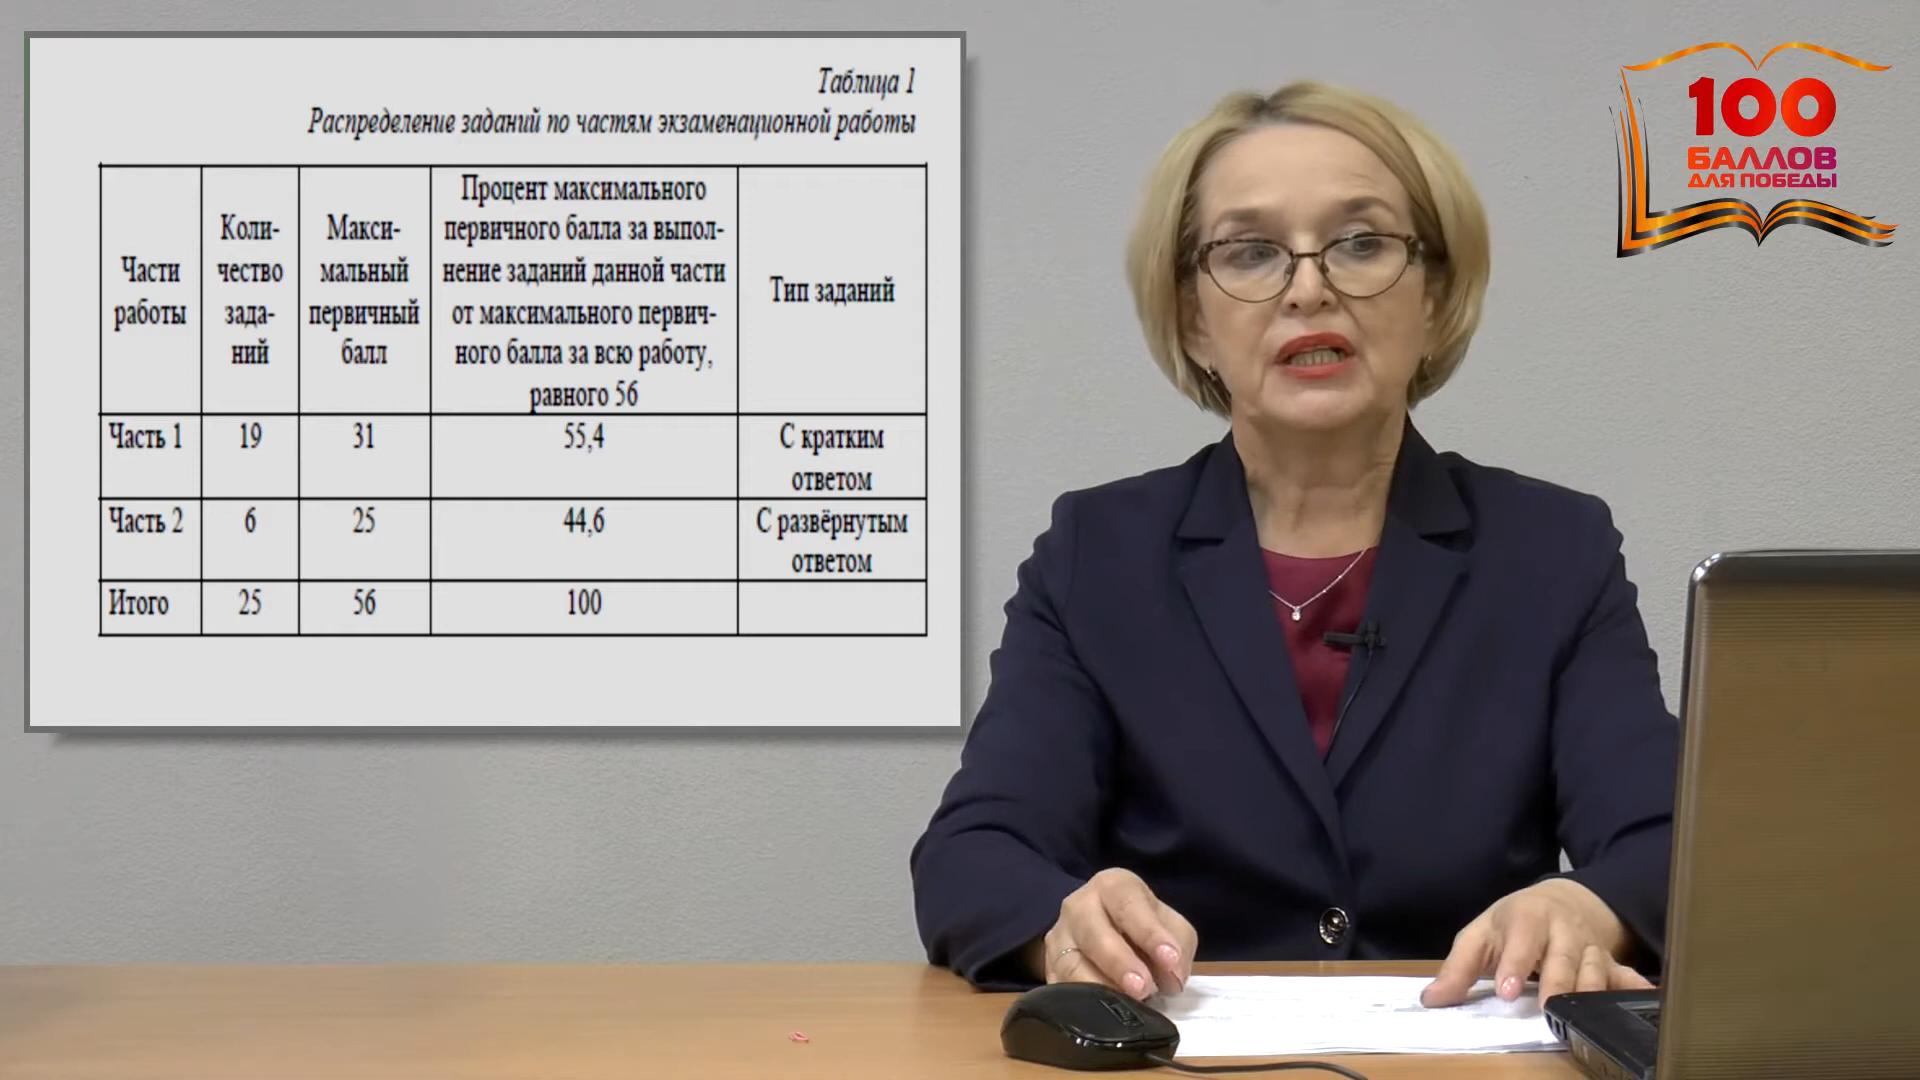 Таблица 1
Распределение заданий по частям экзаменационной работы
Части
работы
Коли-
чество
зада-
ний
Макси-
мальный
первичный
балл
Процент максимального
первичного балла за выпол-
нение заданий данной части
от максимального первич-
ного балла за всю работу,
равного 56
Тип заданий
Часть 1
19
31
55,4
С кратким
ответом
Часть 2
6
25
44,6
С развёрнутым
ответом
Итого
25
56
100
100
БАЛЛОВ
ДЛЯ ПОБЕДЫ